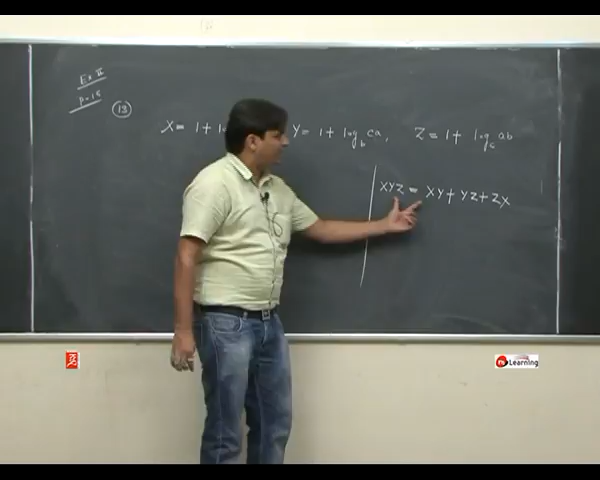 Ex II
p.18
(13) X = 1 + l Y = 1 + log_b ca, Z = 1 + log_c ab
XYZ = XY + YZ + ZX
Learning